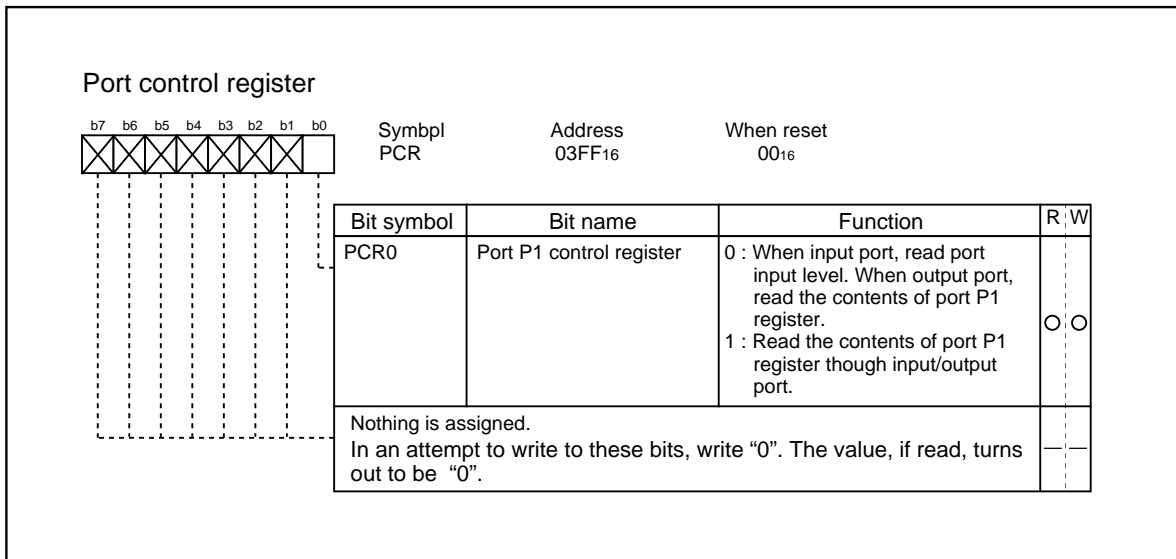 Port control register
b7 b6 b5 b4 b3 b2 b1 b0
Symbpl Address When reset
PCR 03FF16 0016
Bit symbol Bit name Function R W
PCR0 Port P1 control register 0 : When input port, read port
input level. When output port,
read the contents of port P1
register.
1 : Read the contents of port P1
register though input/output
port.
Nothing is assigned.
In an attempt to write to these bits, write “0”. The value, if read, turns
out to be “0”.